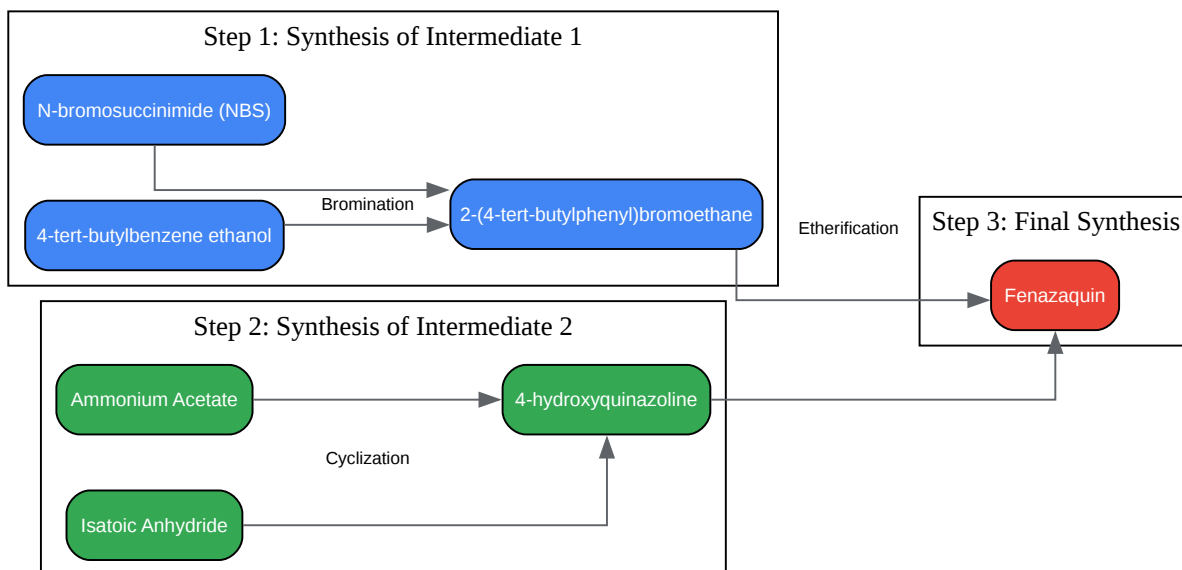 Step 1: Synthesis of Intermediate 1
N-bromosuccinimide (NBS)
Bromination
4-tert-butylbenzene ethanol
2-(4-tert-butylphenyl)bromoethane
Etherification
Step 3: Final Synthesis
Fenazaquin
Step 2: Synthesis of Intermediate 2
Ammonium Acetate
4-hydroxyquinazoline
Cyclization
Isatoic Anhydride